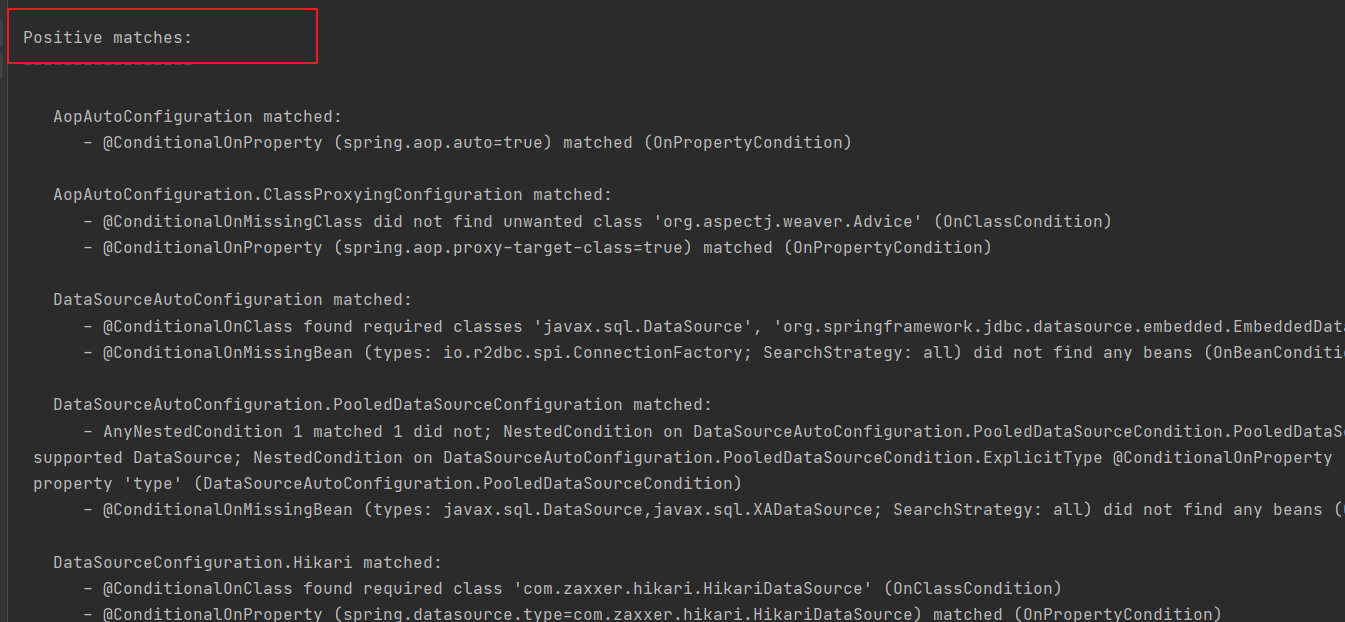 Positive matches:
-----------------
AopAutoConfiguration matched:
- @ConditionalOnProperty (spring.aop.auto=true) matched (OnPropertyCondition)
AopAutoConfiguration.ClassProxyingConfiguration matched:
- @ConditionalOnMissingClass did not find unwanted class 'org.aspectj.weaver.Advice' (OnClassCondition)
- @ConditionalOnProperty (spring.aop.proxy-target-class=true) matched (OnPropertyCondition)
DataSourceAutoConfiguration matched:
- @ConditionalOnClass found required classes 'javax.sql.DataSource', 'org.springframework.jdbc.datasource.embedded.EmbeddedData
- @ConditionalOnMissingBean (types: io.r2dbc.spi.ConnectionFactory; SearchStrategy: all) did not find any beans (OnBeanConditi
DataSourceAutoConfiguration.PooledDataSourceConfiguration matched:
- AnyNestedCondition 1 matched 1 did not; NestedCondition on DataSourceAutoConfiguration.PooledDataSourceCondition.PooledDataS
supported DataSource; NestedCondition on DataSourceAutoConfiguration.PooledDataSourceCondition.ExplicitType @ConditionalOnProperty
property 'type' (DataSourceAutoConfiguration.PooledDataSourceCondition)
- @ConditionalOnMissingBean (types: javax.sql.DataSource,javax.sql.XADataSource; SearchStrategy: all) did not find any beans (
DataSourceConfiguration.Hikari matched:
- @ConditionalOnClass found required class 'com.zaxxer.hikari.HikariDataSource' (OnClassCondition)
- @ConditionalOnProperty (spring.datasource.type=com.zaxxer.hikari.HikariDataSource) matched (OnPropertyCondition)